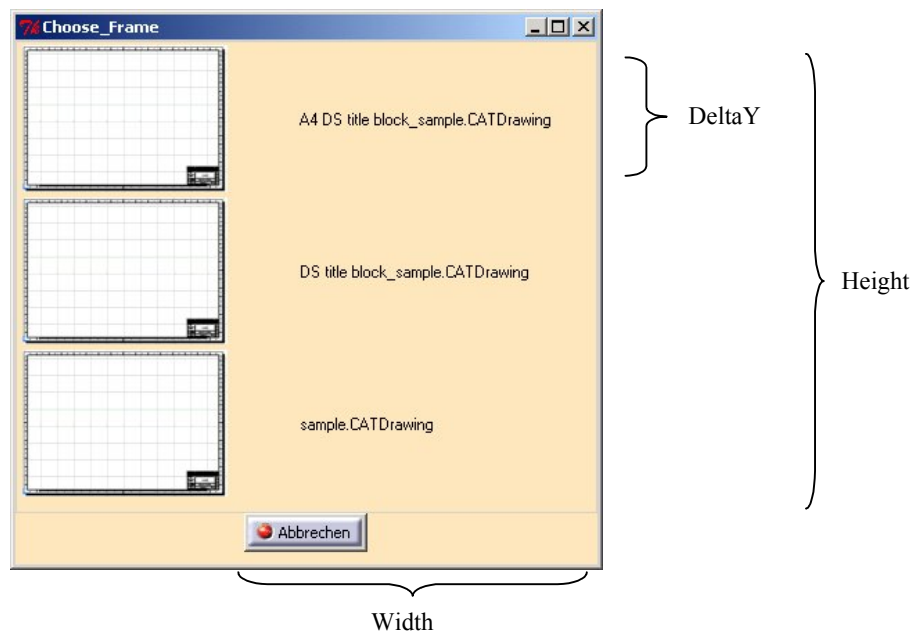 Choose_Frame
A4 DS title block_sample.CATDrawing
DeltaY
DS title block_sample.CATDrawing
Height
sample.CATDrawing
Abbrechen
Width